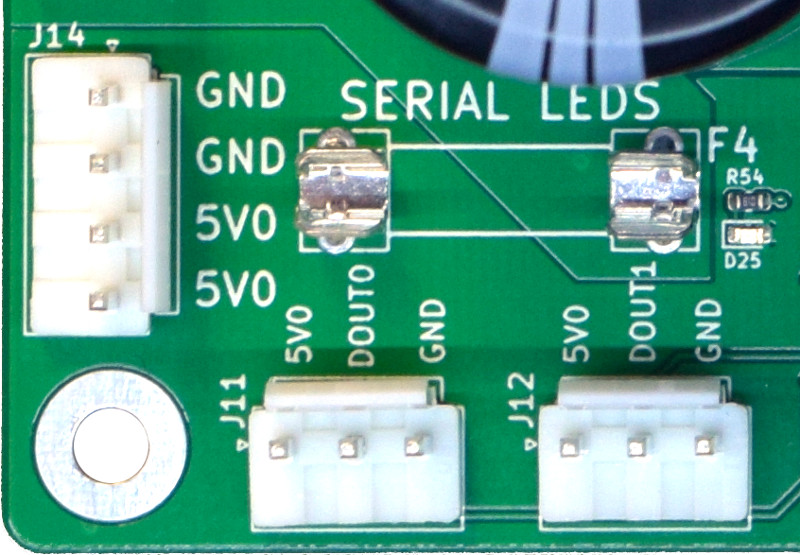 J14
GND
GND
5V0
5V0
SERIAL LEDS
F4
R54
D25
5V0
DOUT0
GND
J11
5V0
DOUT1
GND
J12